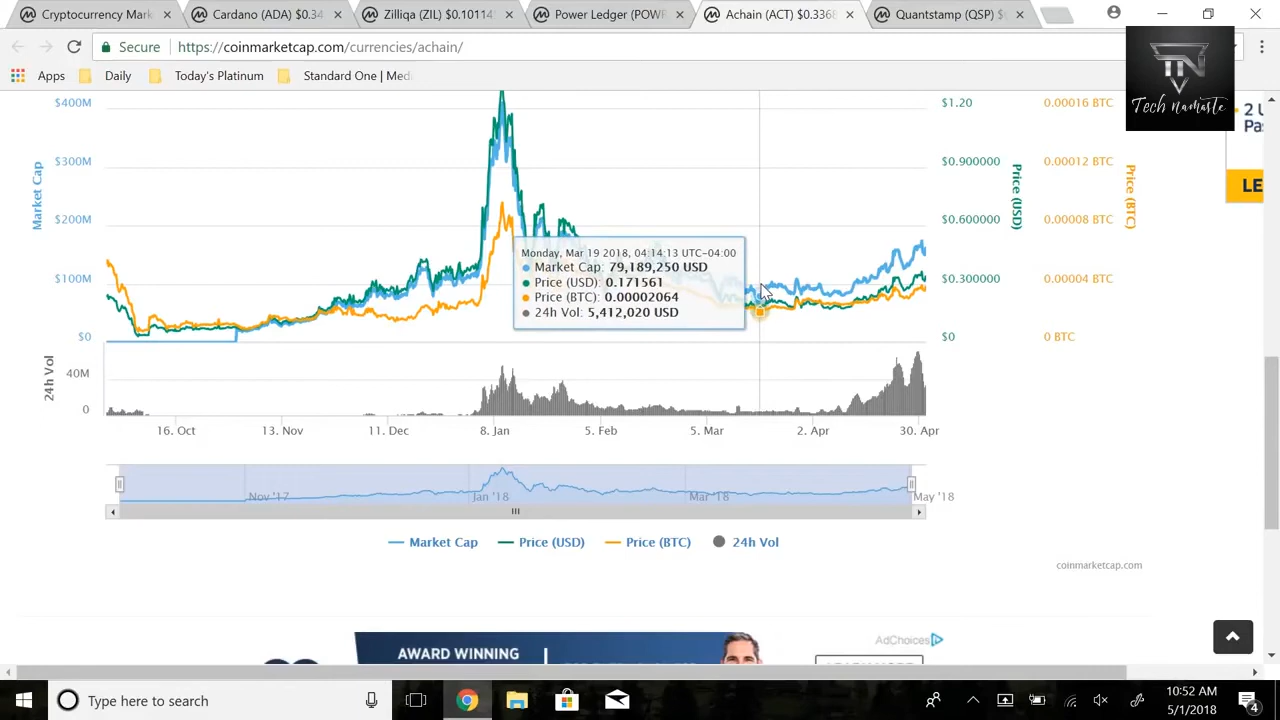 Cryptocurrency Mark
Cardano (ADA) $0.34
Zilliqa (ZIL) $0.10114
Power Ledger (POW
Achain (ACT) $0.3368
Quantstamp (QSP)
Secure
https://coinmarketcap.com/currencies/achain/
Apps
Daily
Today's Platinum
Standard One | Med
TN
Tech namaste
$400M
$300M
$200M
$100M
$0
Market Cap
$1.20
$0.900000
$0.600000
$0.300000
$0
Price (USD)
0.00016 BTC
0.00012 BTC
0.00008 BTC
0.00004 BTC
0 BTC
Price (BTC)
2 U
Pas
LE
Monday, Mar 19 2018, 04:14:13 UTC-04:00
Market Cap: 79,189,250 USD
Price (USD): 0.171561
Price (BTC): 0.00002064
24h Vol: 5,412,020 USD
24h Vol
40M
0
16. Oct
13. Nov
11. Dec
8. Jan
5. Feb
5. Mar
2. Apr
30. Apr
Nov '17
Jan '18
Mar '18
May '18
Market Cap
Price (USD)
Price (BTC)
24h Vol
coinmarketcap.com
AWARD WINNING
AdChoices
Type here to search
10:52 AM
5/1/2018
4